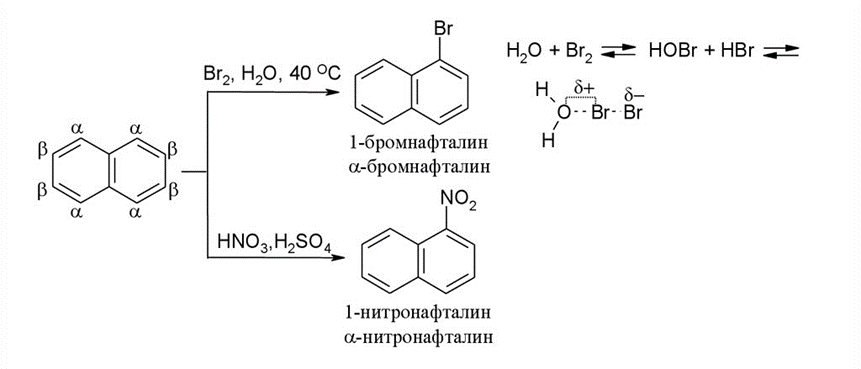 Br
Br₂, H₂O, 40 °C
H₂O + Br₂ ⇌ HOBr + HBr ⇌
H δ+ δ−
O Br Br
H
1-бромнафталин
α-бромнафталин
α α
β β
β β
α α
NO₂
HNO₃,H₂SO₄
1-нитронафталин
α-нитронафталин